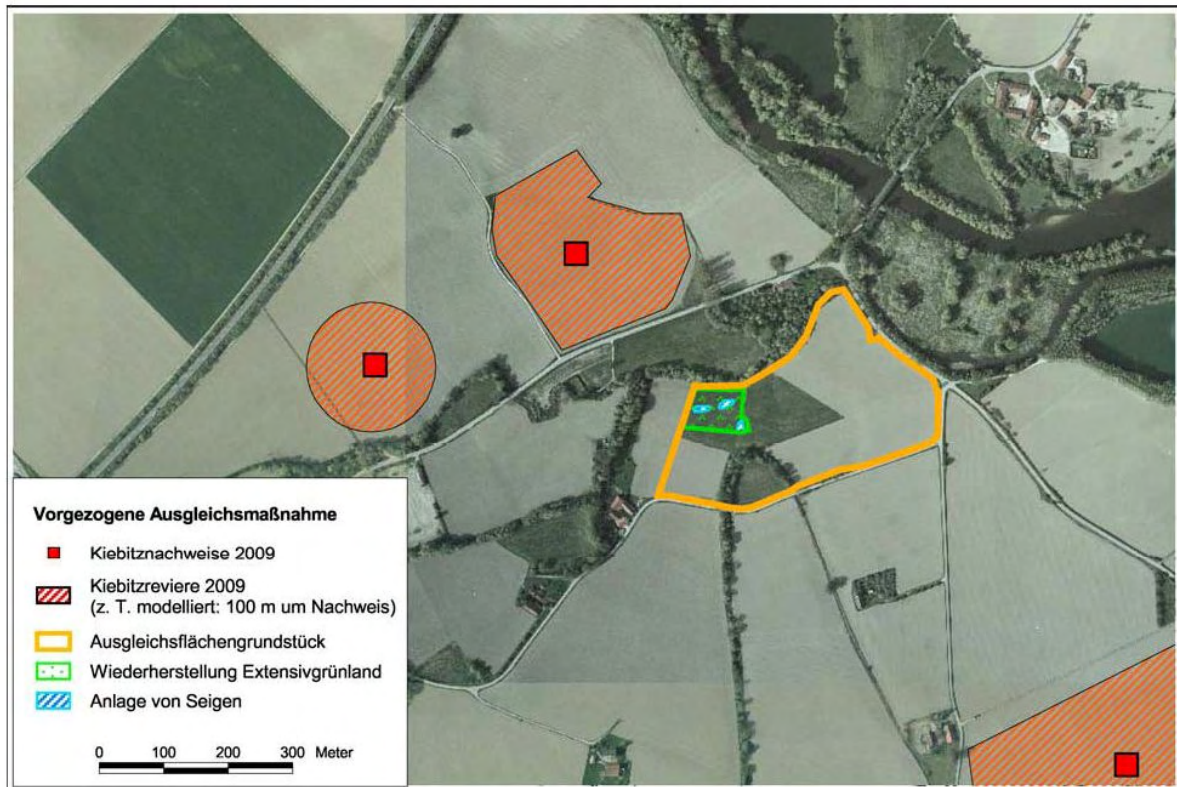 Vorgezogene Ausgleichsmaßnahme
Kiebitznachweise 2009
Kiebitzreviere 2009
(z. T. modelliert: 100 m um Nachweis)
Ausgleichsflächengrundstück
Wiederherstellung Extensivgrünland
Anlage von Seigen
0 100 200 300 Meter